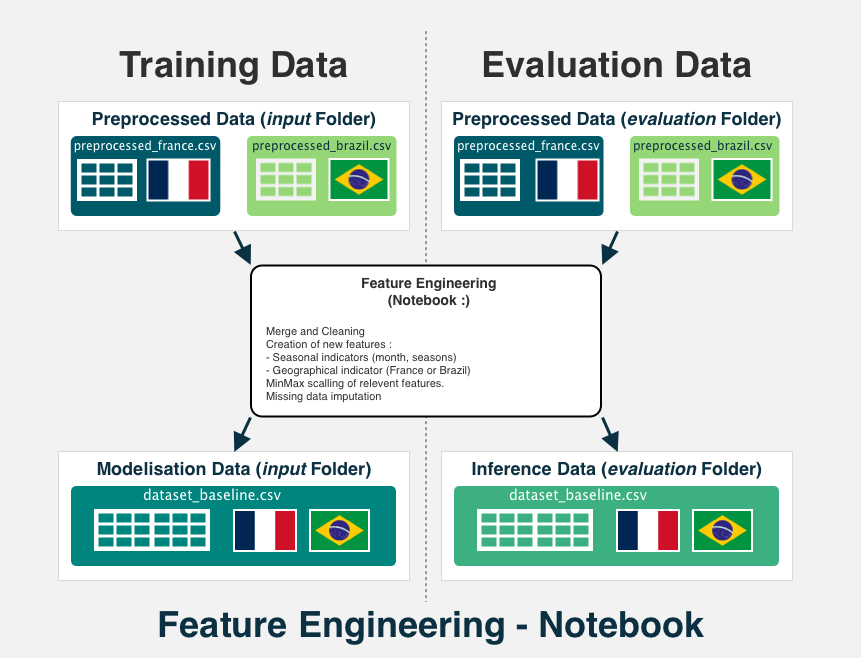 Training Data
Evaluation Data
Preprocessed Data (input Folder)
preprocessed_france.csv
preprocessed_brazil.csv
Preprocessed Data (evaluation Folder)
preprocessed_france.csv
preprocessed_brazil.csv
Feature Engineering
(Notebook :)
Merge and Cleaning
Creation of new features :
- Seasonal indicators (month, seasons)
- Geographical indicator (France or Brazil)
MinMax scalling of relevent features.
Missing data imputation
Modelisation Data (input Folder)
dataset_baseline.csv
Inference Data (evaluation Folder)
dataset_baseline.csv
Feature Engineering - Notebook